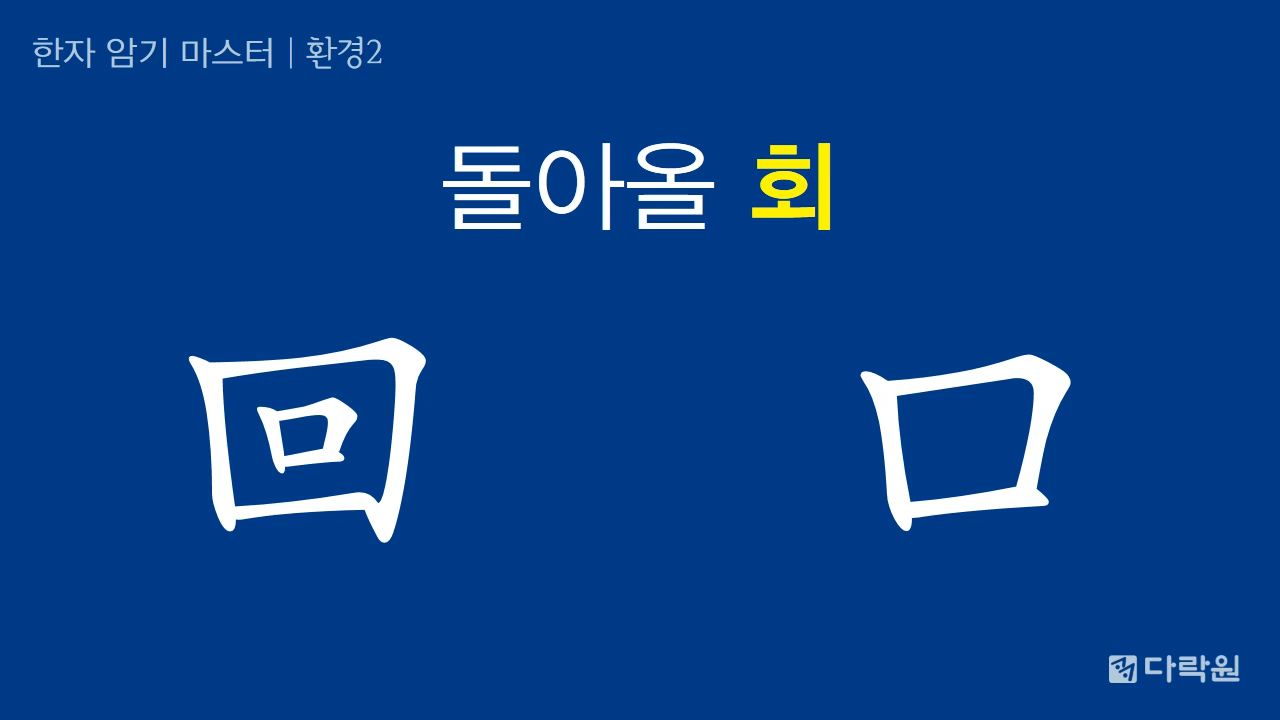 한자 암기 마스터 | 환경2
돌아올 회
回 口
다락원